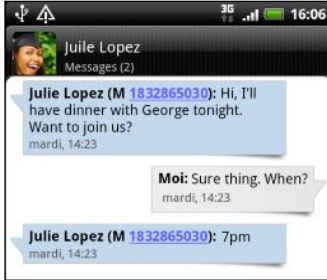 3G 16:06
Juile Lopez
Messages (2)
Julie Lopez (M 1832865030): Hi, I'll
have dinner with George tonight.
Want to join us?
mardi, 14:23
Moi: Sure thing. When?
mardi, 14:23
Julie Lopez (M 1832865030): 7pm
mardi, 14:23